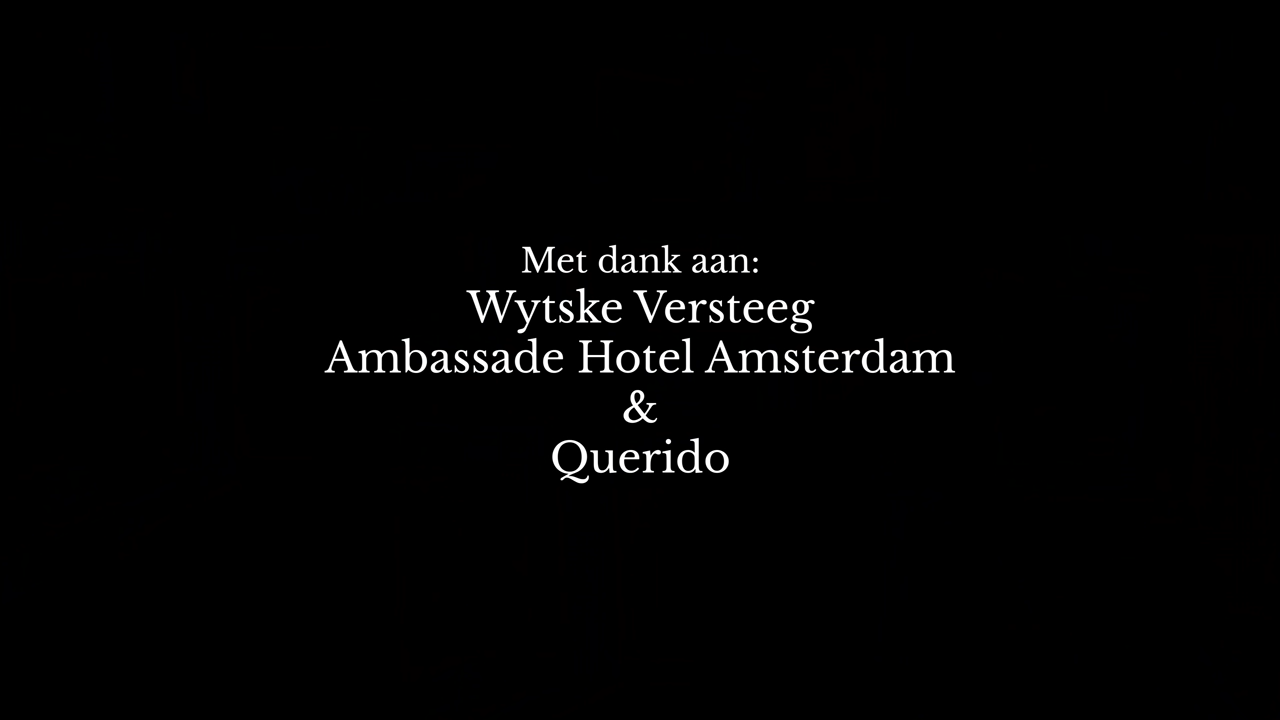 Met dank aan:
Wytske Versteeg
Ambassade Hotel Amsterdam
&
Querido